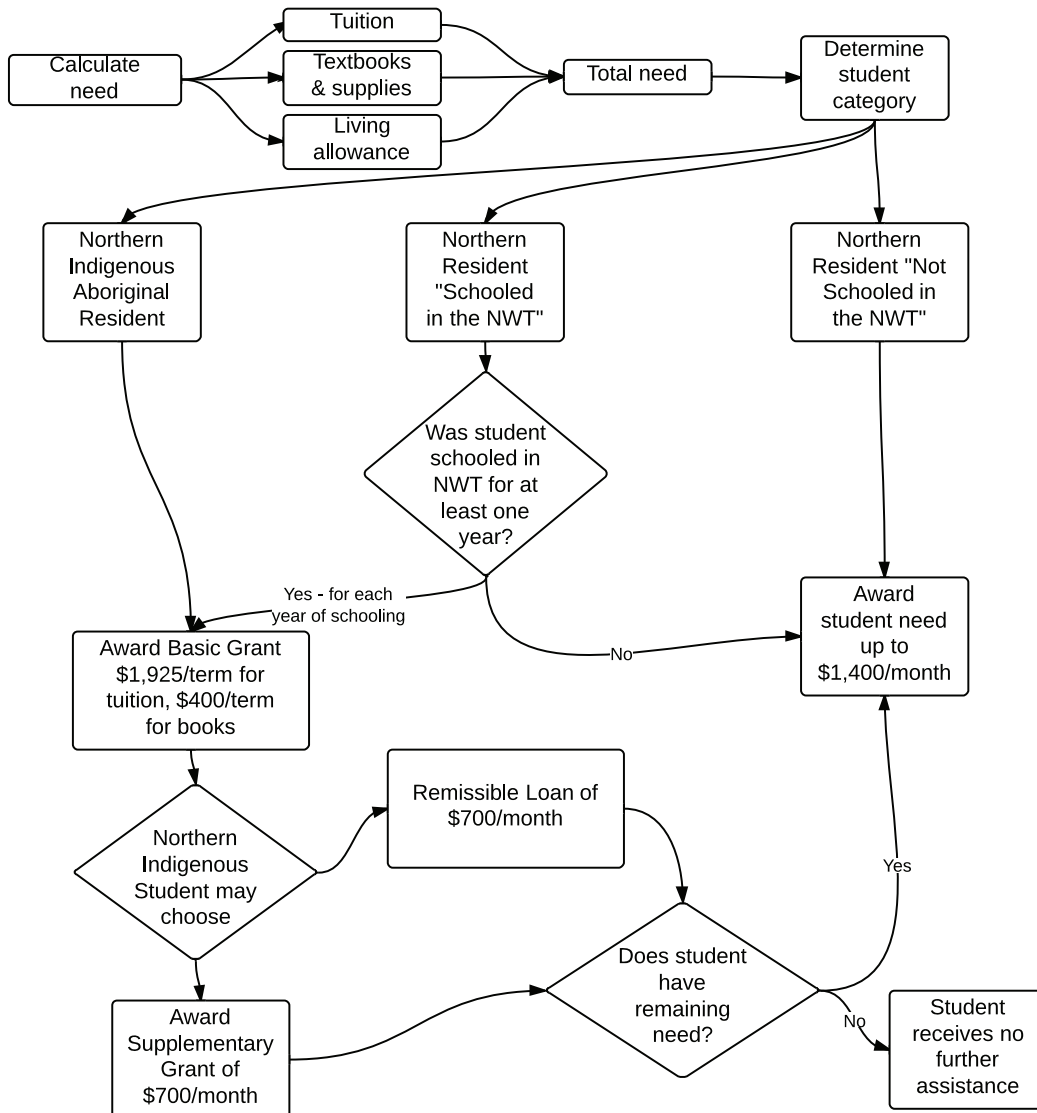 Calculate
need
Tuition
Textbooks
& supplies
Living
allowance
Total need
Determine
student
category
Northern
Indigenous
Aboriginal
Resident
Northern
Resident
"Schooled
in the NWT"
Northern
Resident "Not
Schooled in
the NWT"
Was student
schooled in
NWT for at
least one
year?
Yes - for each
year of schooling
No
Award
student need
up to
$1,400/month
Award Basic Grant
$1,925/term for
tuition, $400/term
for books
Remissible Loan of
$700/month
Northern
Indigenous
Student may
choose
Yes
Does student
have
remaining
need?
No
Award
Supplementary
Grant of
$700/month
Student
receives no
further
assistance